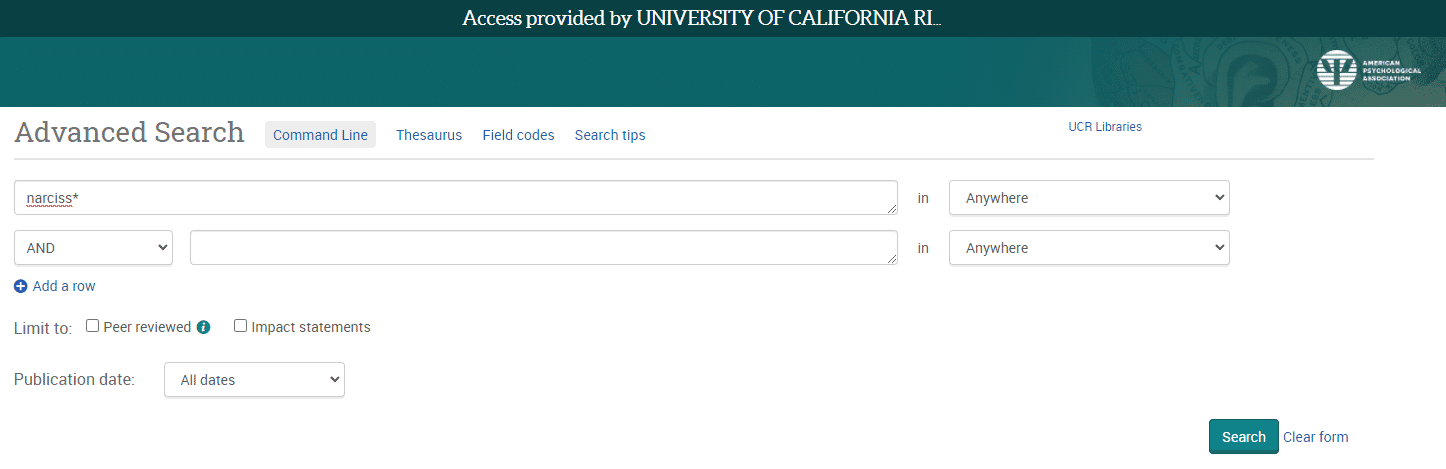 Access provided by UNIVERSITY OF CALIFORNIA RI...
AMERICAN
PSYCHOLOGICAL
ASSOCIATION
Advanced Search Command Line Thesaurus Field codes Search tips UCR Libraries
narciss* in Anywhere
AND in Anywhere
Add a row
Limit to: Peer reviewed i Impact statements
Publication date: All dates
Search Clear form